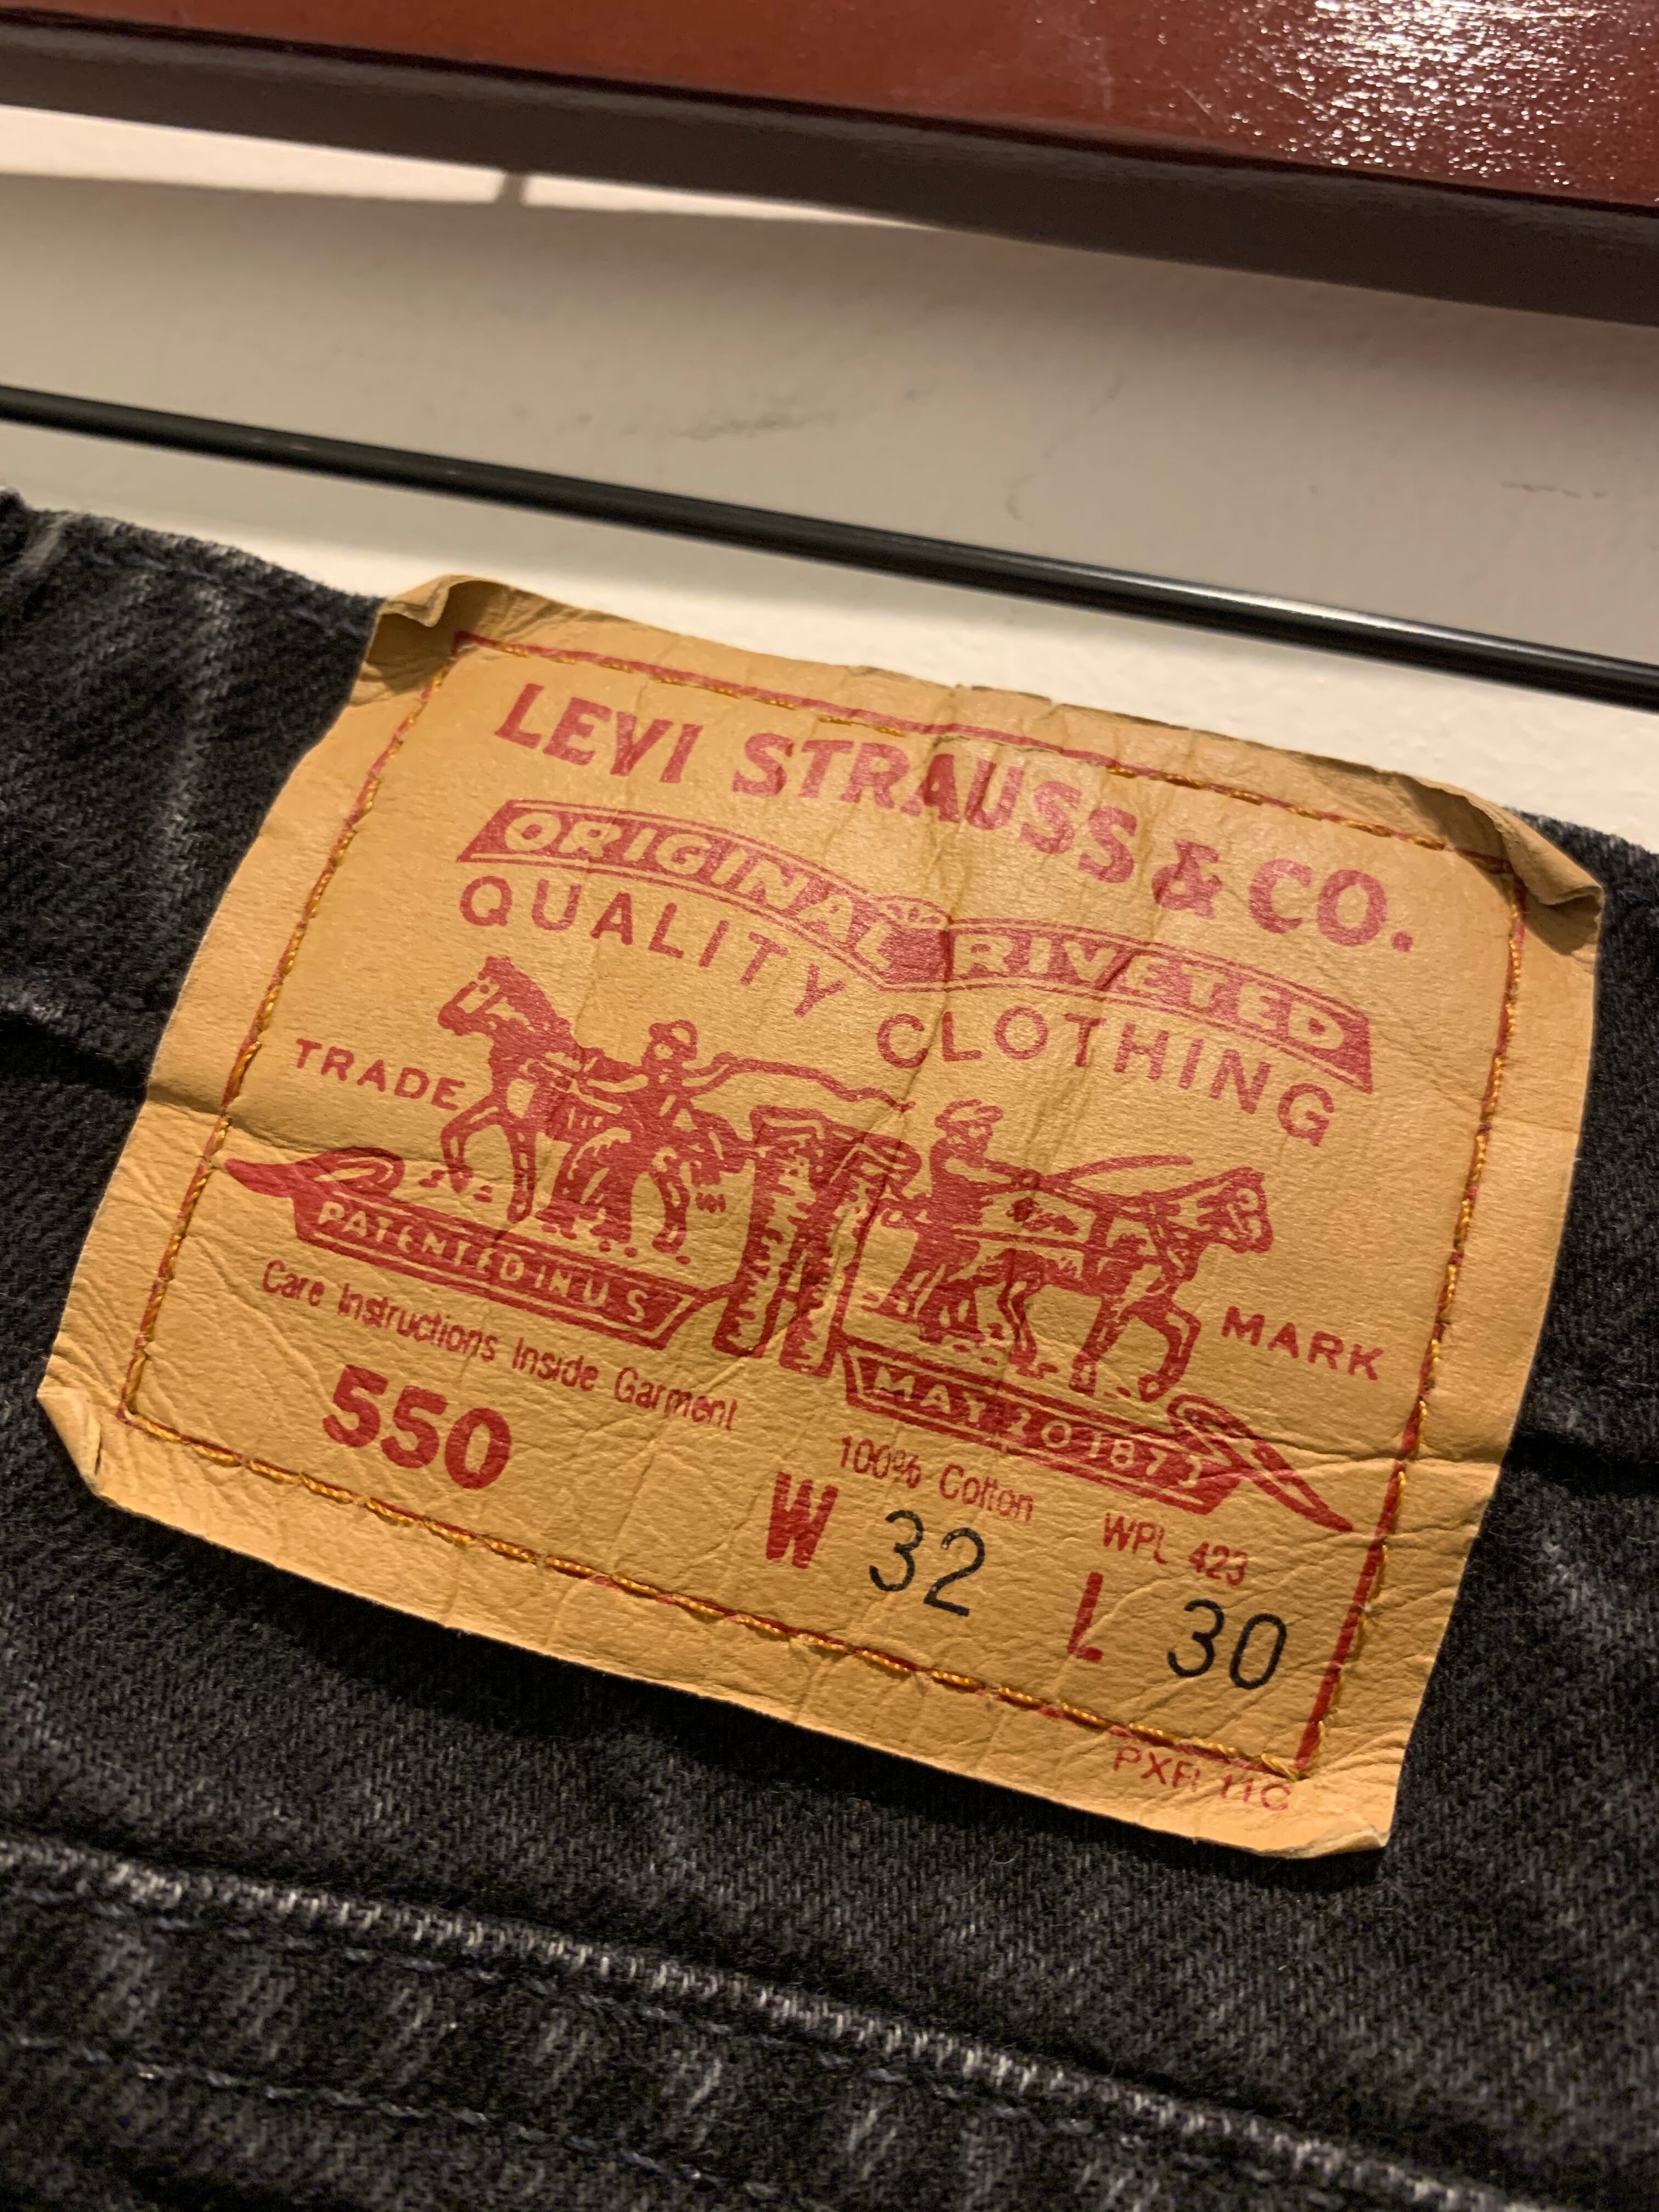 LEVI STRAUSS & CO.
ORIGINAL RIVETED
QUALITY CLOTHING
TRADE MARK
PATENTED IN U S
MAY 20 1873
Care Instructions Inside Garment
100% Cotton
WPL 423
550
W 32
L 30
11C